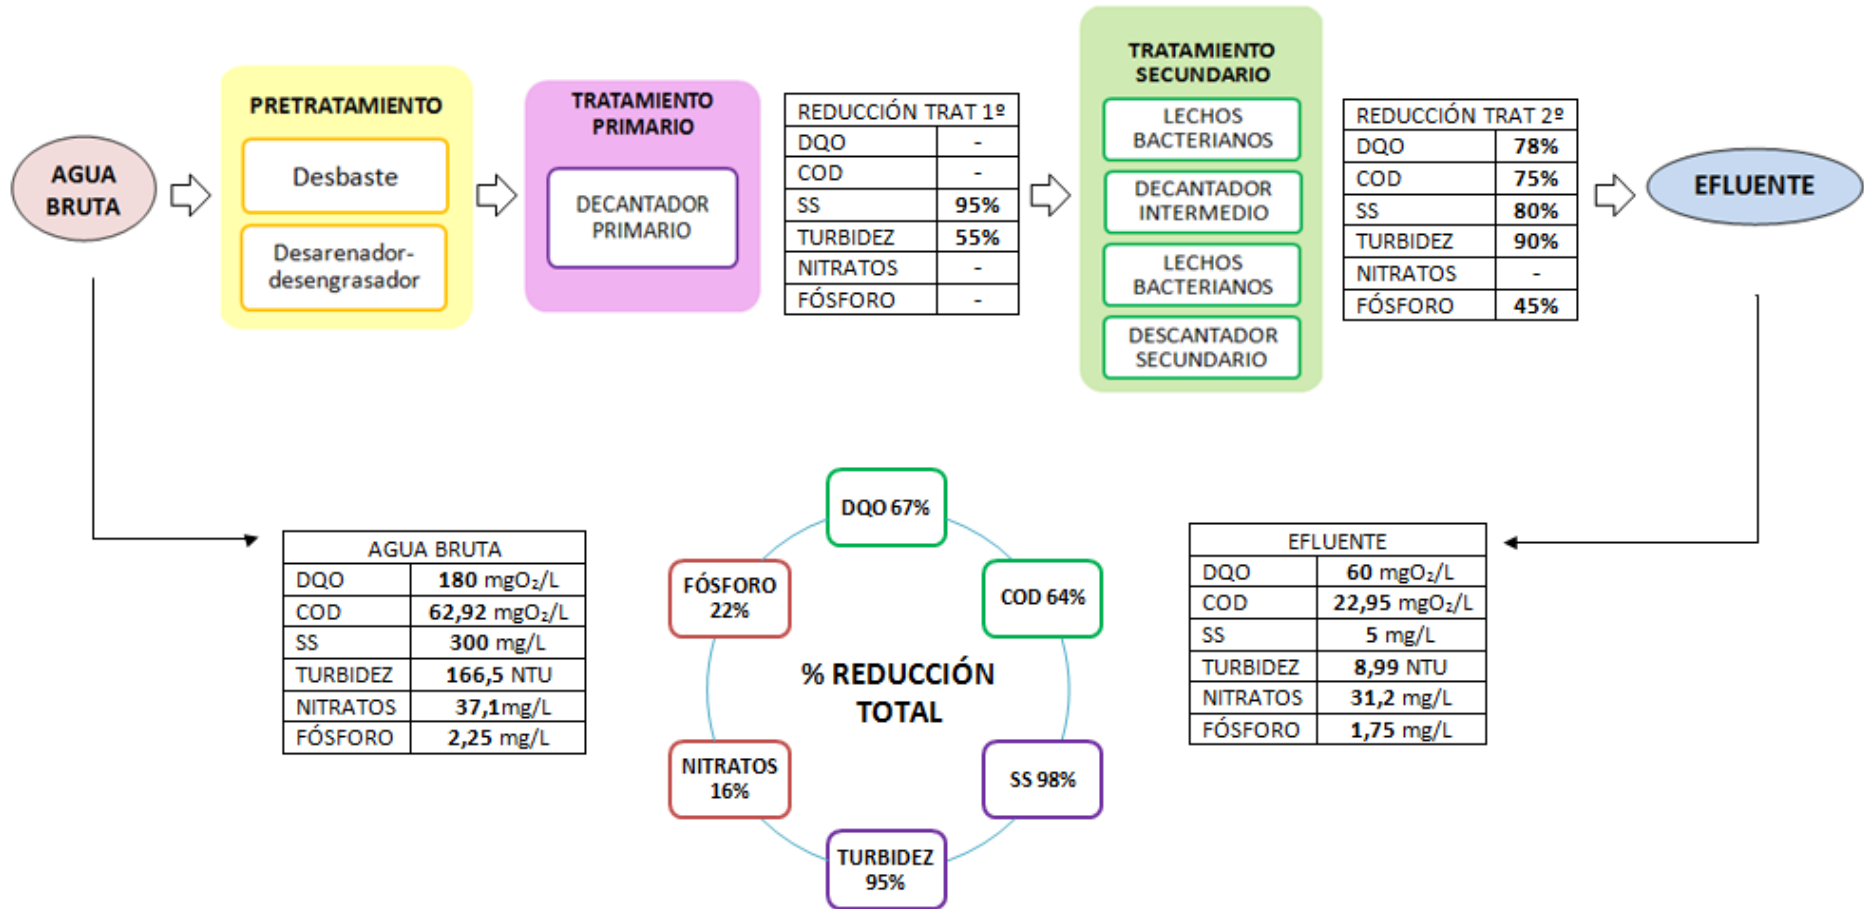 AGUA
BRUTA
PRETRATAMIENTO
Desbaste
Desarenador-
desengrasador
TRATAMIENTO
PRIMARIO
DECANTADOR
PRIMARIO
REDUCCIÓN TRAT 1º
DQO -
COD -
SS 95%
TURBIDEZ 55%
NITRATOS -
FÓSFORO -
TRATAMIENTO
SECUNDARIO
LECHOS
BACTERIANOS
DECANTADOR
INTERMEDIO
LECHOS
BACTERIANOS
DESCANTADOR
SECUNDARIO
REDUCCIÓN TRAT 2º
DQO 78%
COD 75%
SS 80%
TURBIDEZ 90%
NITRATOS -
FÓSFORO 45%
EFLUENTE
AGUA BRUTA
DQO 180 mgO₂/L
COD 62,92 mgO₂/L
SS 300 mg/L
TURBIDEZ 166,5 NTU
NITRATOS 37,1mg/L
FÓSFORO 2,25 mg/L
DQO 67%
COD 64%
SS 98%
TURBIDEZ
95%
NITRATOS
16%
FÓSFORO
22%
% REDUCCIÓN
TOTAL
EFLUENTE
DQO 60 mgO₂/L
COD 22,95 mgO₂/L
SS 5 mg/L
TURBIDEZ 8,99 NTU
NITRATOS 31,2 mg/L
FÓSFORO 1,75 mg/L